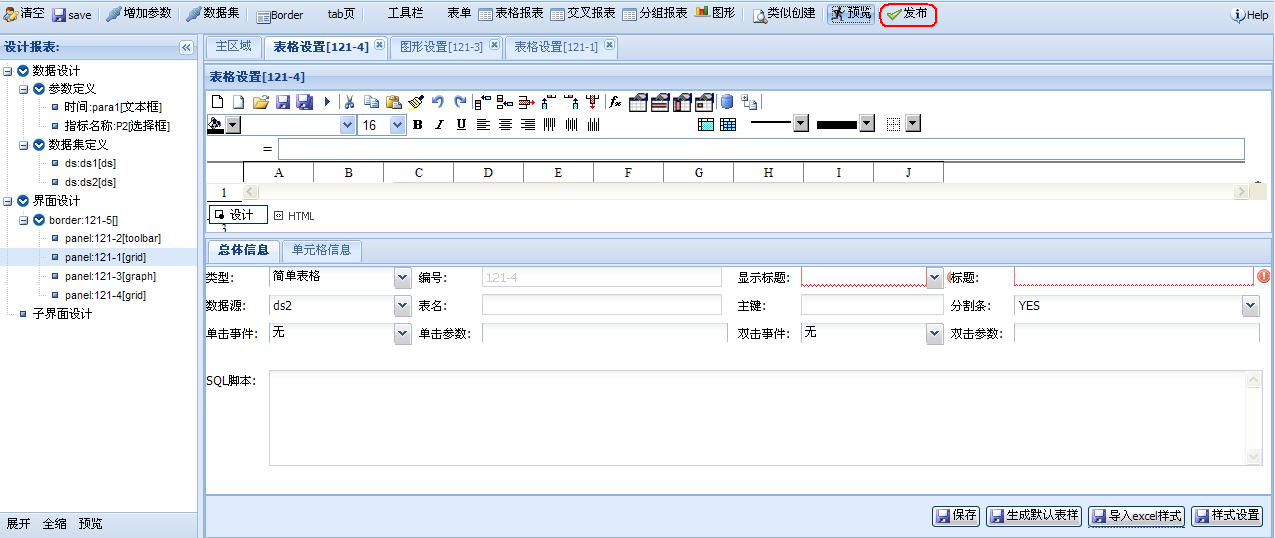 清空 save 增加参数 数据集 Border tab页 工具栏 表单 表格报表 交叉报表 分组报表 图形 类似创建 预览 发布 Help
设计报表:
数据设计
参数定义
时间:para1[文本框]
指标名称:P2[选择框]
数据集定义
ds:ds1[ds]
ds:ds2[ds]
界面设计
border:121-5[]
panel:121-2[toolbar]
panel:121-1[grid]
panel:121-3[graph]
panel:121-4[grid]
子界面设计
展开 全缩 预览
主区域 表格设置[121-4] 图形设置[121-3] 表格设置[121-1]
表格设置[121-4]
fx
16 B I U
=
A B C D E F G H I J
1
设计 HTML
3
总体信息 单元格信息
类型: 简单表格 编号: 121-4 显示标题: 标题:
数据源: ds2 表名: 主键: 分割条: YES
单击事件: 无 单击参数: 双击事件: 无 双击参数:
SQL脚本:
保存 生成默认表样 导入excel样式 样式设置